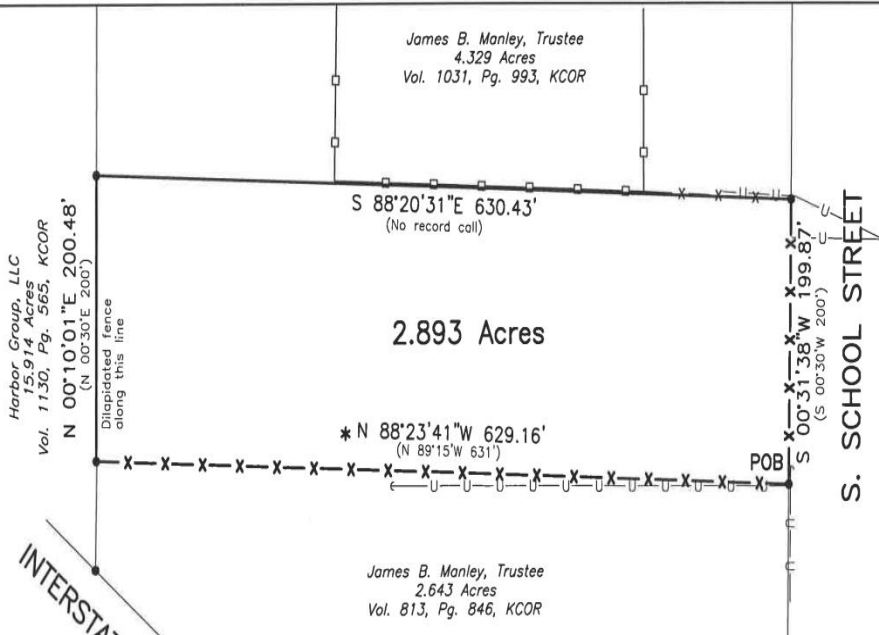 James B. Manley, Trustee
4.329 Acres
Vol. 1031, Pg. 993, KCOR
S 88°20'31"E 630.43'
(No record call)
Harbor Group, LLC
15.914 Acres
Vol. 1130, Pg. 565, KCOR
N 00°10'01"E 200.48'
(N 00°30'E 200')
Dilapidated fence
along this line
2.893 Acres
S 00°31'38"W 199.87'
(S 00°30'W 200')
S. SCHOOL STREET
* N 88°23'41"W 629.16'
(N 89°15'W 631')
POB
James B. Manley, Trustee
2.643 Acres
Vol. 813, Pg. 846, KCOR